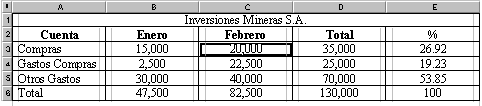 A B C D E
1 Inversiones Mineras S.A.
2 Cuenta Enero Febrero Total %
3 Compras 15,000 20,000 35,000 26.92
4 Gastos Compras 2,500 22,500 25,000 19.23
5 Otros Gastos 30,000 40,000 70,000 53.85
6 Total 47,500 82,500 130,000 100